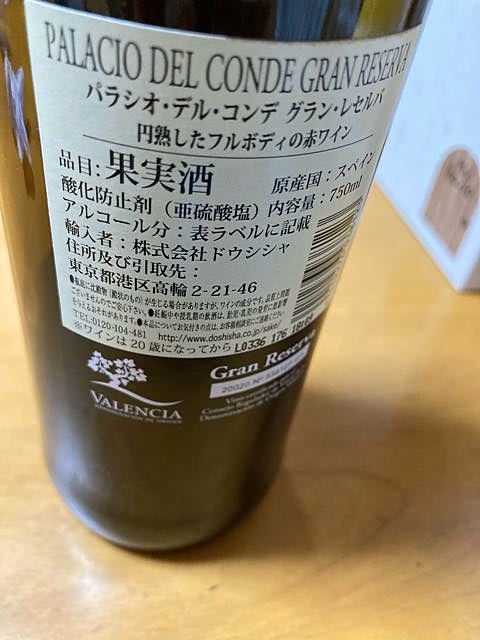 PALACIO DEL CONDE GRAN RESERVA
パラシオ・デル・コンデ グラン・レセルバ
円熟したフルボディの赤ワイン
品目:果実酒 原産国:スペイン
酸化防止剤(亜硫酸塩) 内容量:750ml
アルコール分:表ラベルに記載
輸入者:株式会社ドウシシャ
住所及び引取先:
東京都港区高輪2-21-46
TEL0120-104-481 http://www.doshisha.co.jp/sake/
※ワインは20歳になってから L0336 176
Gran Reserva
VALENCIA
DENOMINACIÓN DE ORIGEN